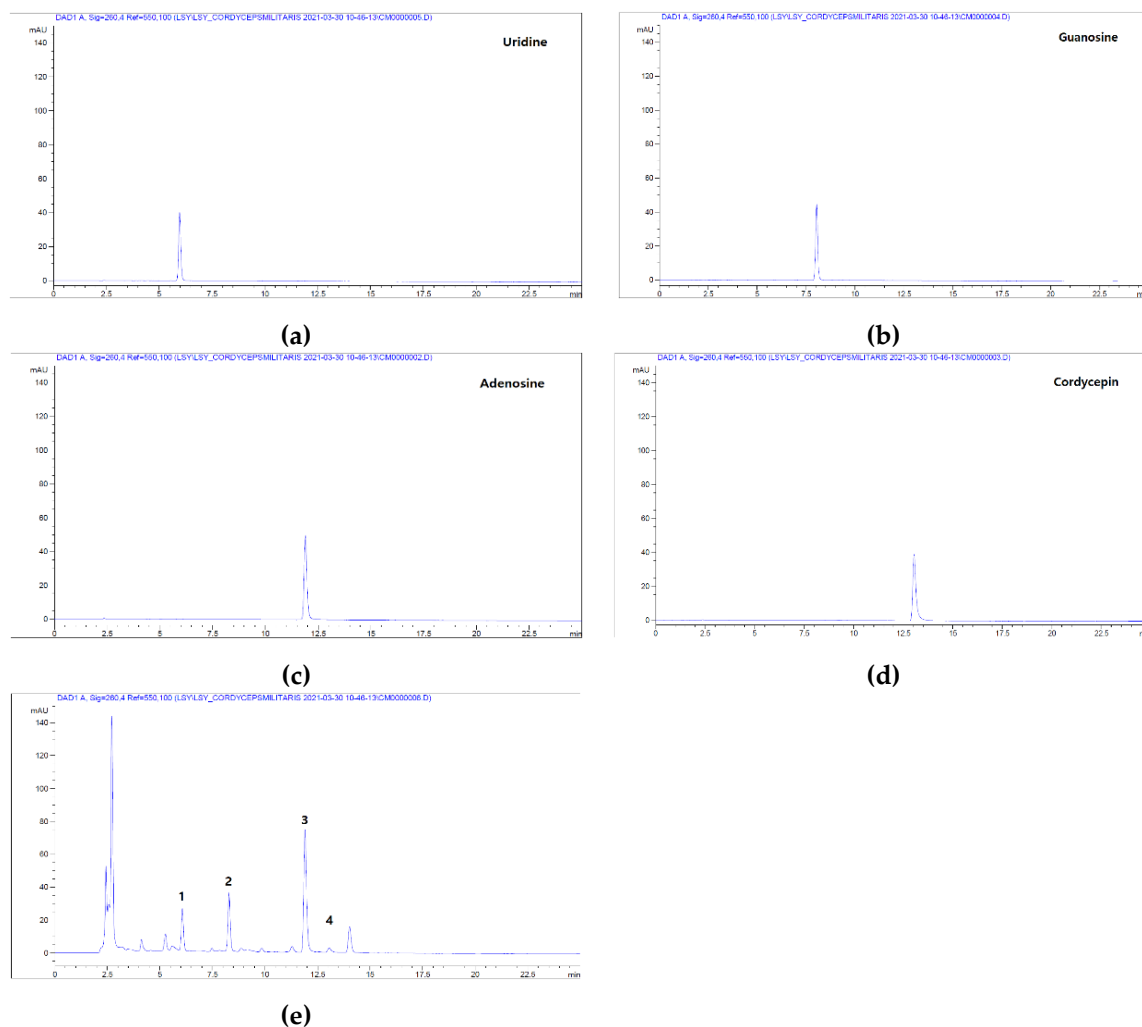 DAD1 A, Sig=260,4 Ref=550,100 (LSY\LSY_CORDYCEPSMILITARIS 2021-03-30 10-46-13\CM0000005.D)
mAU
Uridine
140
120
100
80
60
40
20
0
0 2.5 5 7.5 10 12.5 15 17.5 20 22.5 min
(a)
DAD1 A, Sig=260,4 Ref=550,100 (LSY\LSY_CORDYCEPSMILITARIS 2021-03-30 10-46-13\CM0000004.D)
mAU
Guanosine
140
120
100
80
60
40
20
0
0 2.5 5 7.5 10 12.5 15 17.5 20 22.5 m
(b)
DAD1 A, Sig=260,4 Ref=550,100 (LSY\LSY_CORDYCEPSMILITARIS 2021-03-30 10-46-13\CM0000002.D)
mAU
Adenosine
140
120
100
80
60
40
20
0
0 2.5 5 7.5 10 12.5 15 17.5 20 22.5 min
(c)
DAD1 A, Sig=260,4 Ref=550,100 (LSY\LSY_CORDYCEPSMILITARIS 2021-03-30 10-46-13\CM0000003.D)
mAU
Cordycepin
140
120
100
80
60
40
20
0
0 2.5 5 7.5 10 12.5 15 17.5 20 22.5 m
(d)
DAD1 A, Sig=260,4 Ref=550,100 (LSY\LSY_CORDYCEPSMILITARIS 2021-03-30 10-46-13\CM0000006.D)
mAU
140
120
100
80
60
40
20
0
1
2
3
4
0 2.5 5 7.5 10 12.5 15 17.5 20 22.5 min
(e)